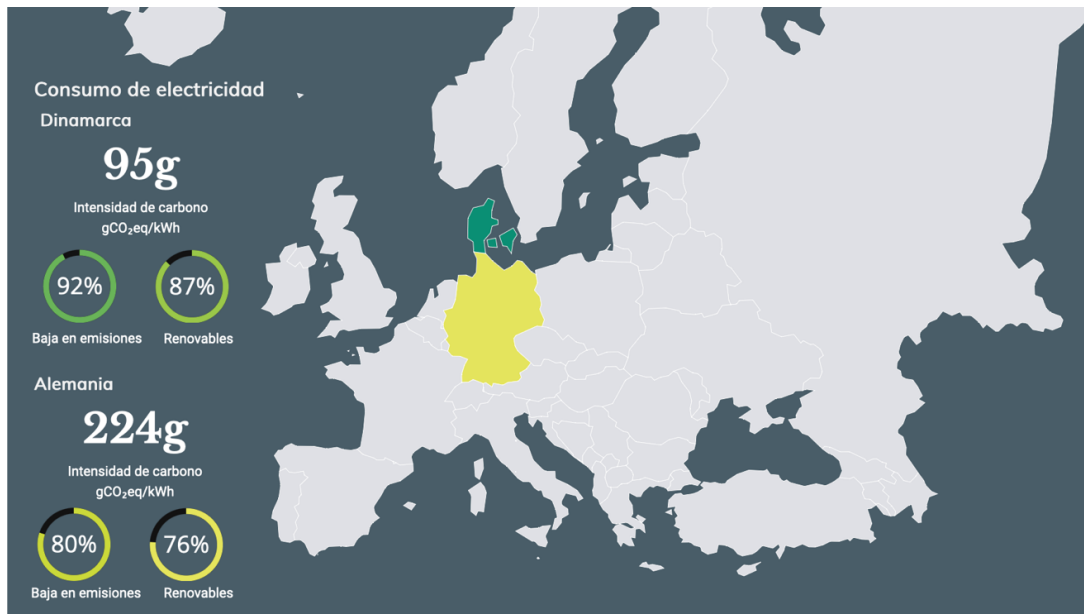 Consumo de electricidad
Dinamarca
95g
Intensidad de carbono
gCO₂eq/kWh
92%
87%
Baja en emisiones
Renovables
Alemania
224g
Intensidad de carbono
gCO₂eq/kWh
80%
76%
Baja en emisiones
Renovables